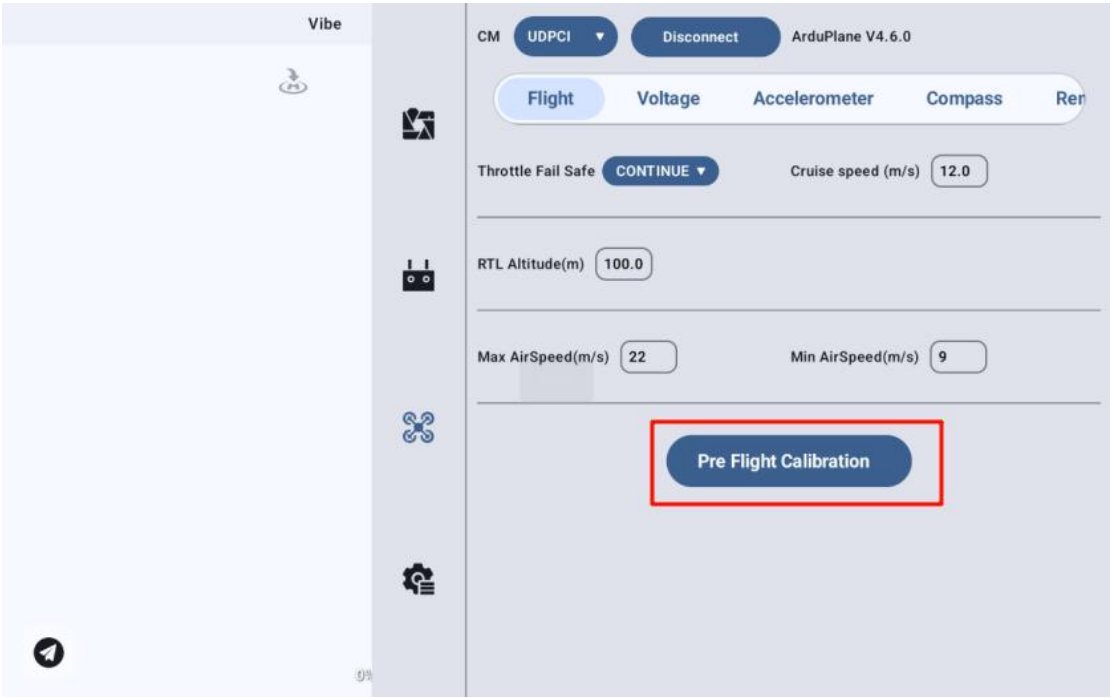 Vibe
CM UDPCI ▼ Disconnect ArduPlane V4.6.0
Flight Voltage Accelerometer Compass
Throttle Fail Safe CONTINUE ▼ Cruise speed (m/s) 12.0
RTL Altitude(m) 100.0
Max AirSpeed(m/s) 22 Min AirSpeed(m/s) 9
Pre Flight Calibration